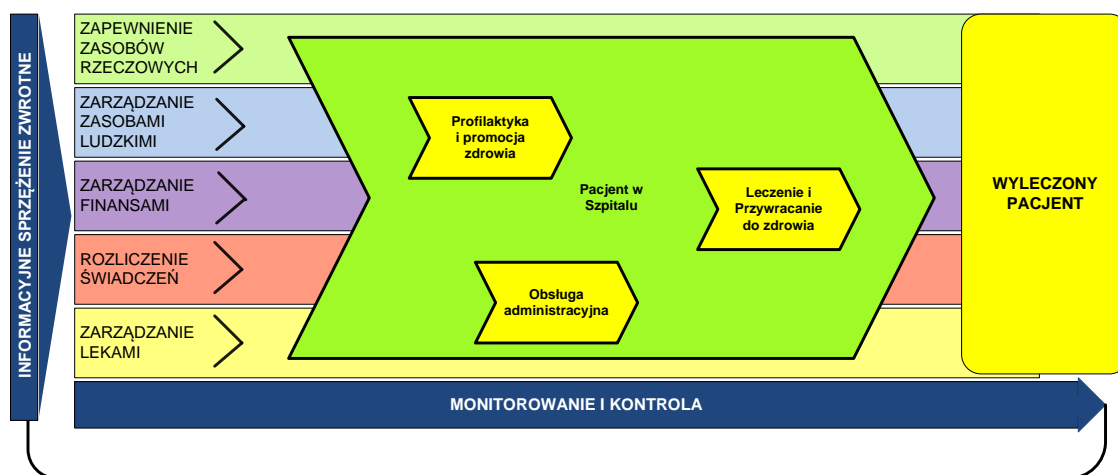 INFORMACYJNE SPRZĘŻENIE ZWROTNE
ZAPEWNIENIE
ZASOBÓW
RZECZOWYCH
ZARZĄDZANIE
ZASOBAMI
LUDZKIMI
ZARZĄDZANIE
FINANSAMI
ROZLICZENIE
ŚWIADCZEŃ
ZARZĄDZANIE
LEKAMI
Profilaktyka
i promocja
zdrowia
Pacjent w
Szpitalu
Leczenie i
Przywracanie
do zdrowia
Obsługa
administracyjna
WYLECZONY
PACJENT
MONITOROWANIE I KONTROLA